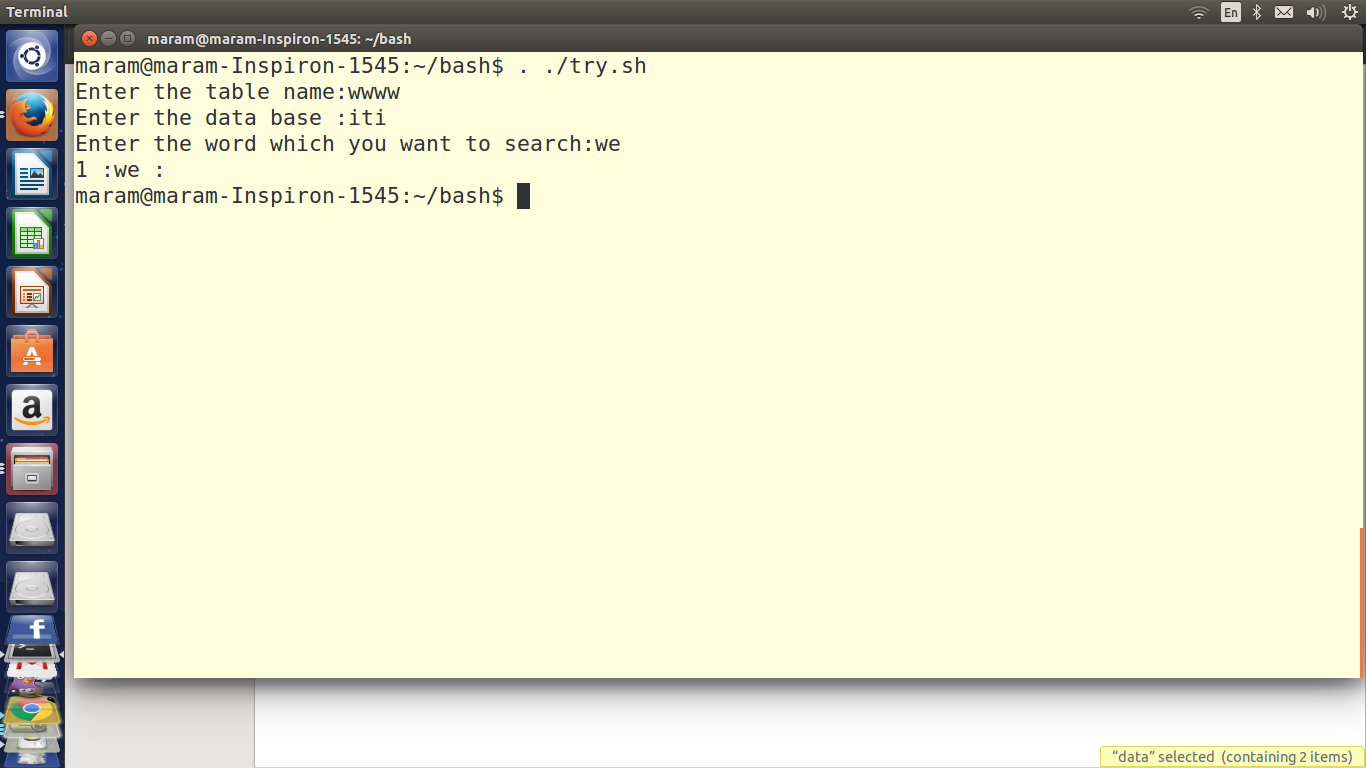 Terminal
En
maram@maram-Inspiron-1545: ~/bash
maram@maram-Inspiron-1545:~/bash$ . ./try.sh
Enter the table name:wwww
Enter the data base :iti
Enter the word which you want to search:we
1 :we :
maram@maram-Inspiron-1545:~/bash$
A
a
f
“data” selected (containing 2 items)